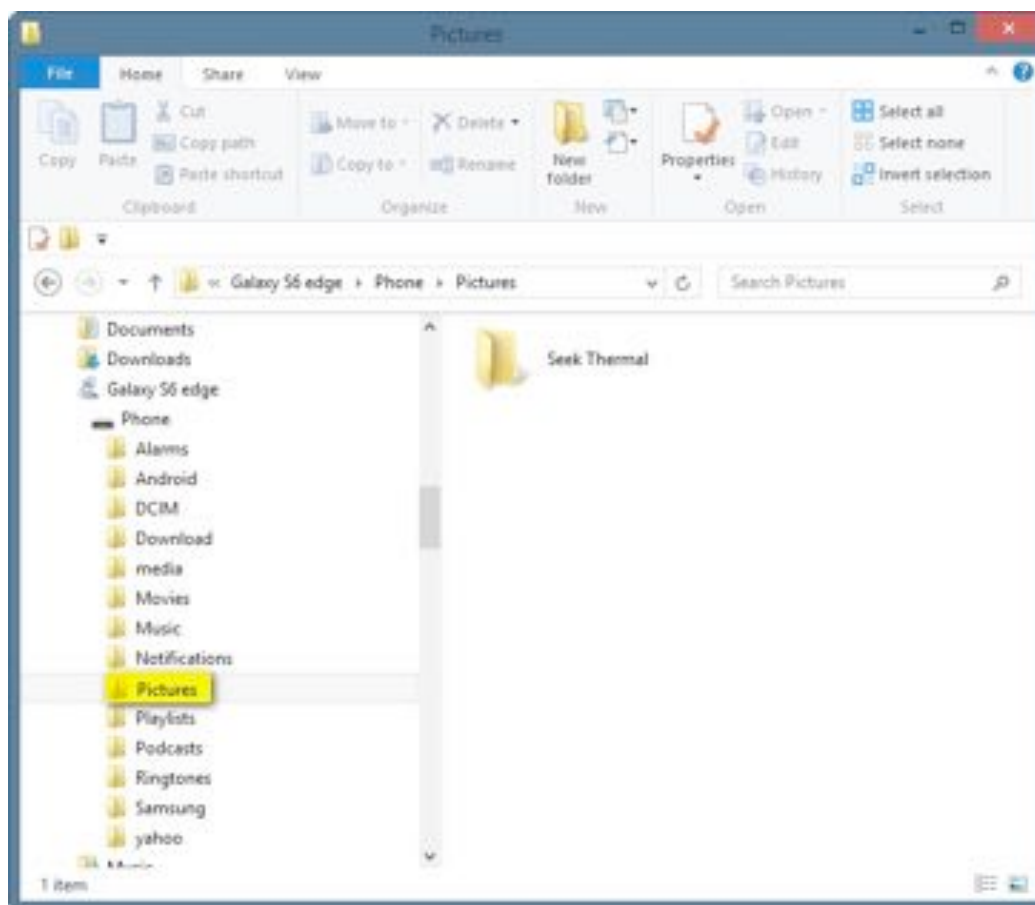 Pictures
File Home Share View
Copy
Paste
Cut
Copy path
Paste shortcut
Clipboard
Move to
Copy to
Delete
Rename
Organize
New folder
New
Properties
Open
Edit
History
Open
Select all
Select none
Invert selection
Select
« Galaxy S6 edge Phone Pictures
Search Pictures
Documents
Downloads
Galaxy S6 edge
Phone
Alarms
Android
DCIM
Download
media
Movies
Music
Notifications
Pictures
Playlists
Podcasts
Ringtones
Samsung
yahoo
Music
Seek Thermal
1 item